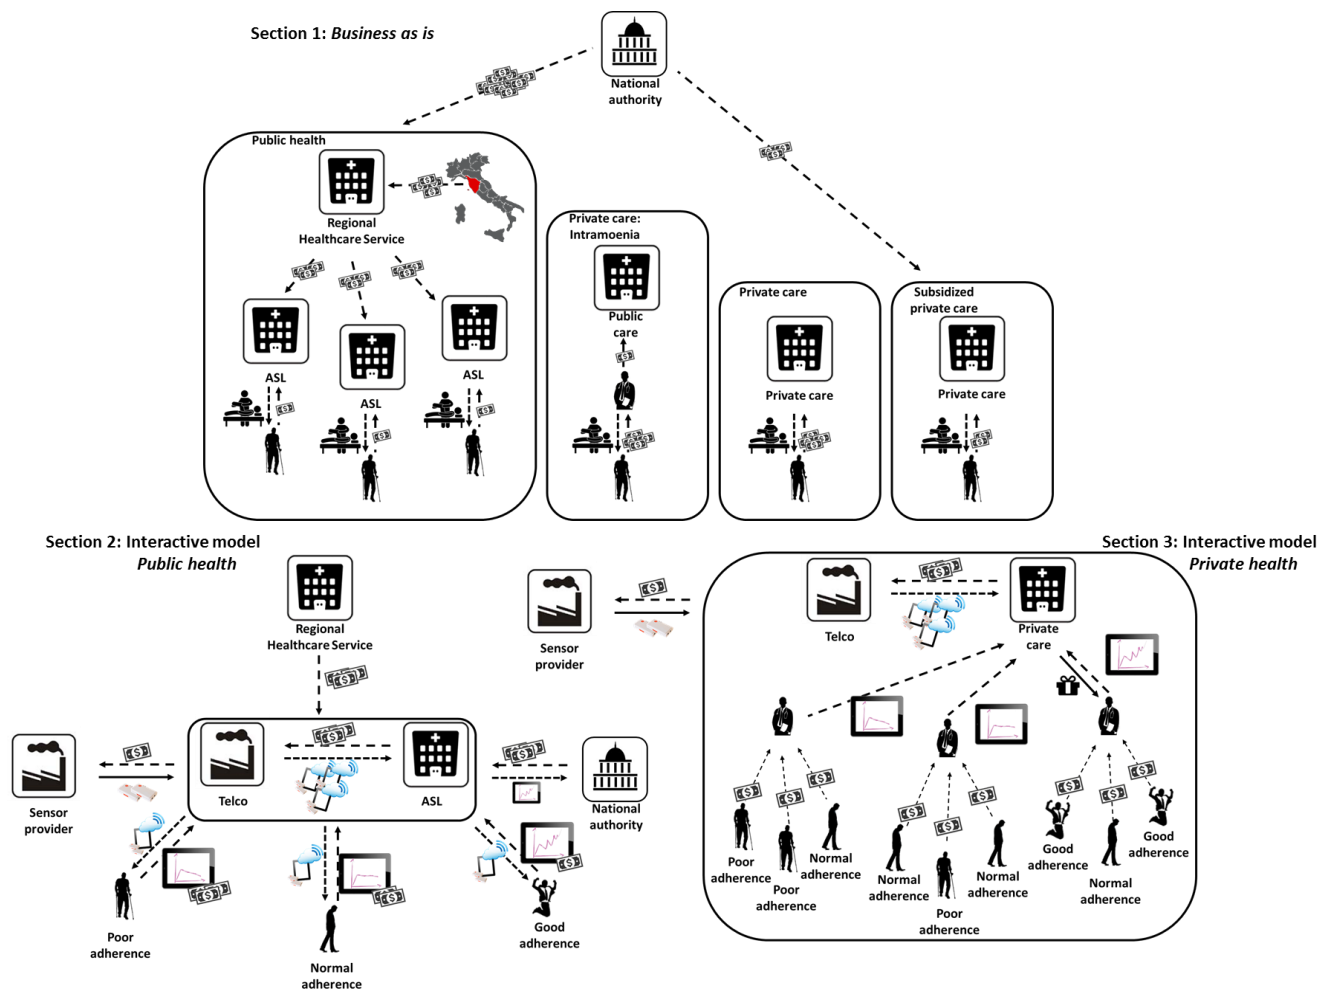 Section 1: Business as is
National
authority
Public health
Regional
Healthcare Service
ASL
ASL
ASL
Private care:
Intramoenia
Public
care
Private care
Private care
Subsidized
private care
Private care
Section 2: Interactive model
Public health
Regional
Healthcare Service
Sensor
provider
Telco
ASL
National
authority
Poor
adherence
Normal
adherence
Good
adherence
Section 3: Interactive model
Private health
Sensor
provider
Telco
Private
care
Poor
adherence
Poor
adherence
Normal
adherence
Normal
adherence
Poor
adherence
Normal
adherence
Good
adherence
Normal
adherence
Good
adherence